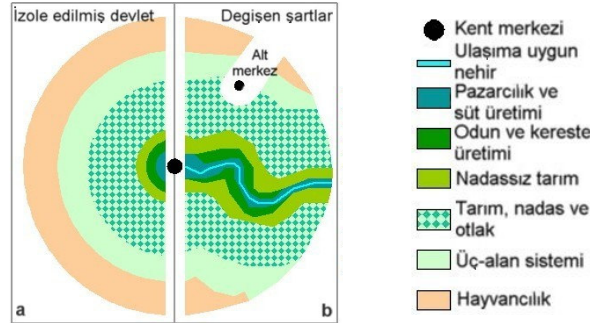 İzole edilmiş devlet
Degişen şartlar
Alt
merkez
a
b
Kent merkezi
Ulaşıma uygun
nehir
Pazarcılık ve
süt üretimi
Odun ve kereste
üretimi
Nadassız tarım
Tarım, nadas ve
otlak
Üç-alan sistemi
Hayvancılık